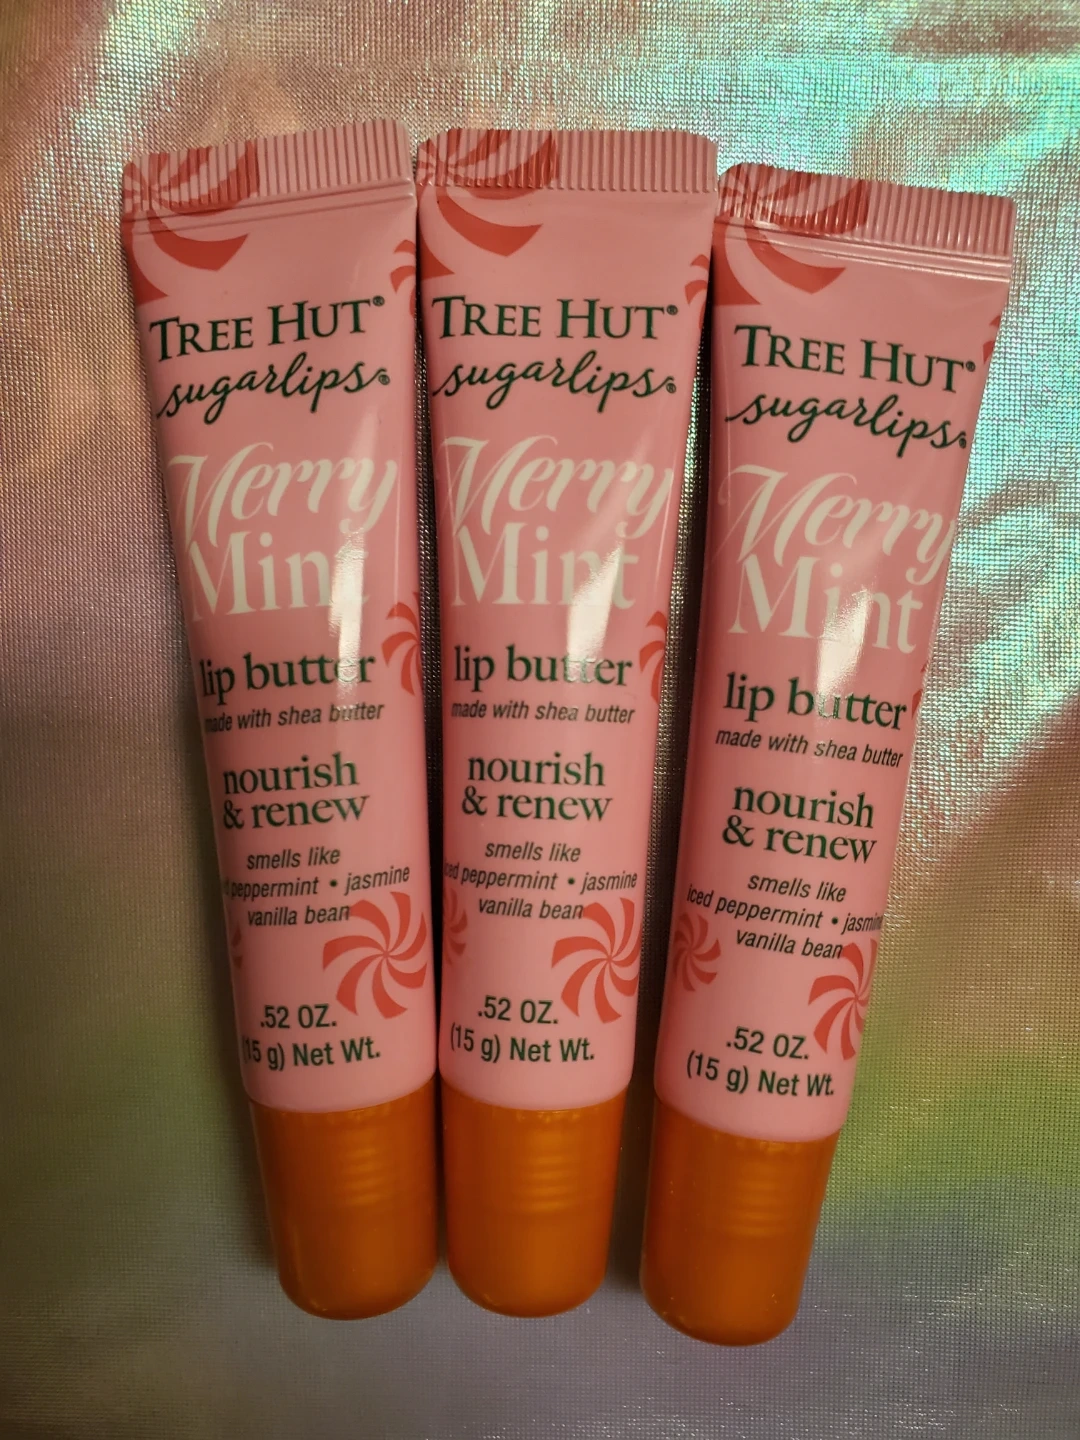 TREE HUT®
sugarlips®
Merry
Mint
lip butter
made with shea butter
nourish
& renew
smells like
peppermint • jasmine
vanilla bean
.52 OZ.
(15 g) Net Wt.
TREE HUT®
sugarlips®
Merry
Mint
lip butter
made with shea butter
nourish
& renew
smells like
iced peppermint • jasmine
vanilla bean
.52 OZ.
(15 g) Net Wt.
TREE HUT®
sugarlips®
Merry
Mint
lip butter
made with shea butter
nourish
& renew
smells like
iced peppermint • jasmine
vanilla bean
.52 OZ.
(15 g) Net Wt.